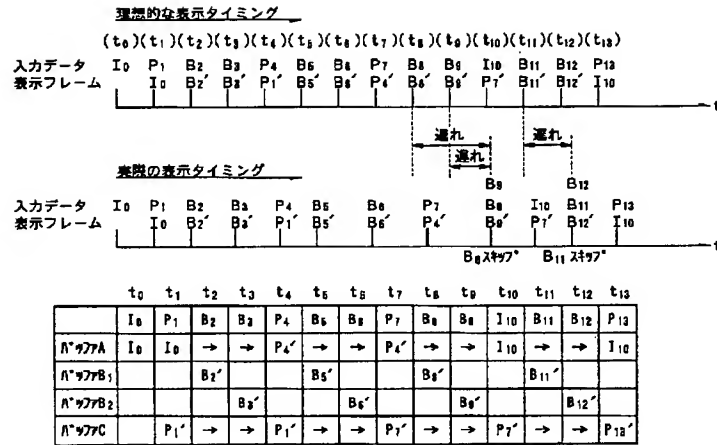 理想的な表示タイミング
(t₀)(t₁)(t₂)(t₃)(t₄)(t₅)(t₆)(t₇)(t₈)(t₉)(t₁₀)(t₁₁)(t₁₂)(t₁₃)
入力データ I₀ P₁ B₂ B₃ P₄ B₅ B₆ P₇ B₈ B₉ I₁₀ B₁₁ B₁₂ P₁₃
表示フレーム I₀ B₂′ B₃′ P₁′ B₅′ B₆′ P₄′ B₈′ B₉′ P₇′ B₁₁′ B₁₂′ I₁₀
t
遅れ 遅れ
遅れ
実際の表示タイミング
B₉ B₁₂
入力データ I₀ P₁ B₂ B₃ P₄ B₅ B₆ P₇ B₈ I₁₀ B₁₁ P₁₃
表示フレーム I₀ B₂′ B₃′ P₁′ B₅′ B₆′ P₄′ B₉′ P₇′ B₁₂′ I₁₀
t
B₈ スキップ B₁₁ スキップ
t₀ t₁ t₂ t₃ t₄ t₅ t₆ t₇ t₈ t₉ t₁₀ t₁₁ t₁₂ t₁₃
I₀ P₁ B₂ B₃ P₄ B₅ B₆ P₇ B₈ B₈ I₁₀ B₁₁ B₁₂ P₁₃
バッファA I₀ I₀ → → P₄′ → → P₄′ → → I₁₀ → → I₁₀
バッファB₁ B₂′ B₅′ B₈′ B₁₁′
バッファB₂ B₃′ B₆′ B₉′ B₁₂′
バッファC P₁′ → → P₁′ → → P₇′ → → P₇′ → → P₁₃′